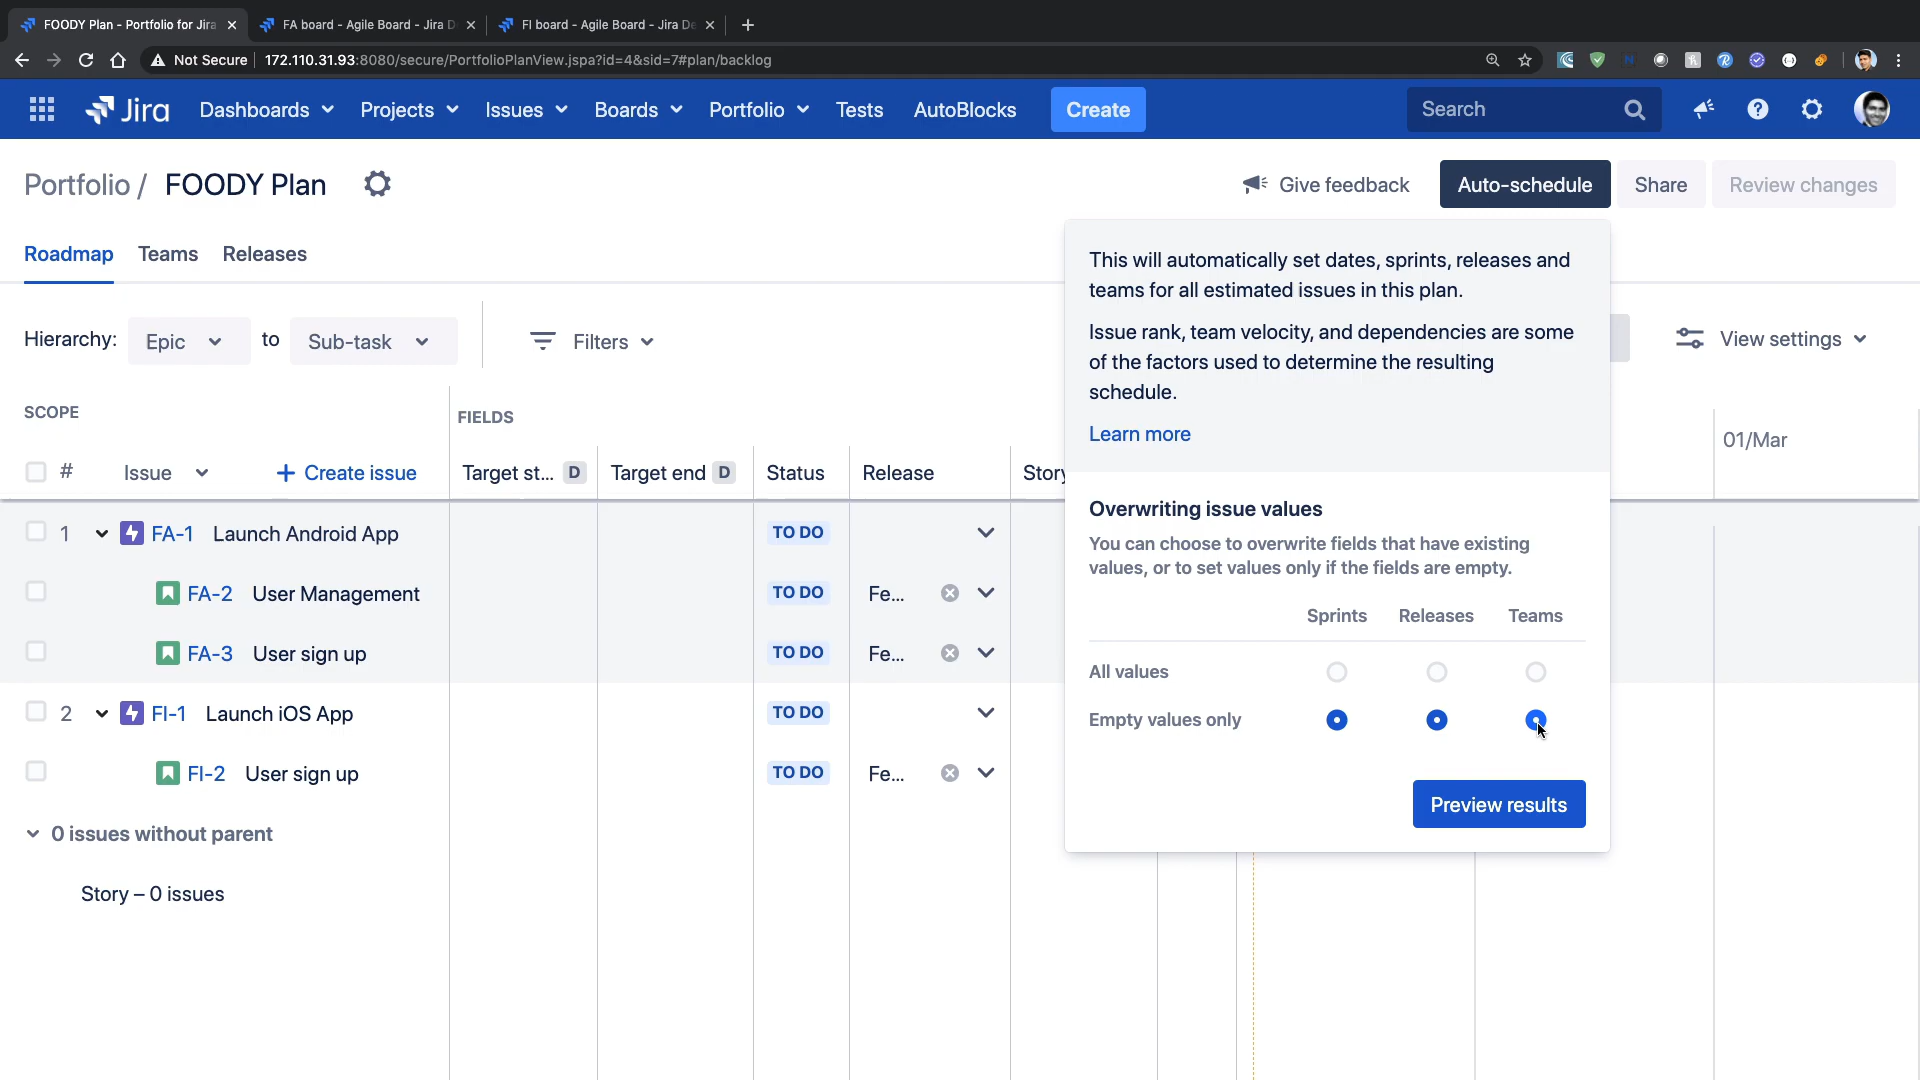 FOODY Plan - Portfolio for Jira
FA board - Agile Board - Jira D
FI board - Agile Board - Jira De
Not Secure
172.110.31.93:8080/secure/PortfolioPlanView.jspa?id=4&sid=7#plan/backlog
Jira
Dashboards
Projects
Issues
Boards
Portfolio
Tests
AutoBlocks
Create
Search
Portfolio / FOODY Plan
Give feedback
Auto-schedule
Share
Review changes
Roadmap
Teams
Releases
This will automatically set dates, sprints, releases and
teams for all estimated issues in this plan.
Issue rank, team velocity, and dependencies are some
of the factors used to determine the resulting
schedule.
Learn more
Hierarchy:
Epic
to
Sub-task
Filters
View settings
SCOPE
FIELDS
01/Mar
#
Issue
+ Create issue
Target st... D
Target end D
Status
Release
Story
1 FA-1 Launch Android App TO DO
FA-2 User Management TO DO Fe...
FA-3 User sign up TO DO Fe...
2 FI-1 Launch iOS App TO DO
FI-2 User sign up TO DO Fe...
0 issues without parent
Story – 0 issues
Overwriting issue values
You can choose to overwrite fields that have existing
values, or to set values only if the fields are empty.
Sprints Releases Teams
All values
Empty values only
Preview results